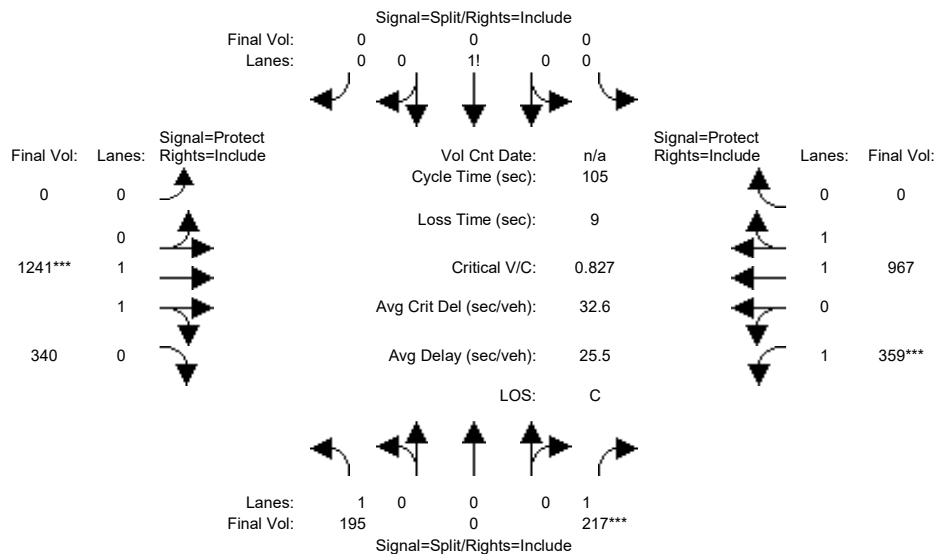 Signal=Split/Rights=Include
Final Vol: 0 0 0
Lanes: 0 0 1! 0 0
Signal=Protect Signal=Protect
Final Vol: Lanes: Rights=Include Vol Cnt Date: n/a Rights=Include Lanes: Final Vol:
Cycle Time (sec): 105
0 0 0 0
Loss Time (sec): 9
0 1
1241*** 1 Critical V/C: 0.827 1 967
1 Avg Crit Del (sec/veh): 32.6 0
340 0 Avg Delay (sec/veh): 25.5 1 359***
LOS: C
Lanes: 1 0 0 0 1
Final Vol: 195 0 217***
Signal=Split/Rights=Include